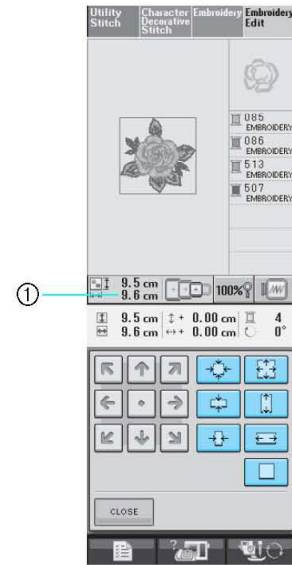 Utility Stitch
Character Decorative Stitch
Embroidery
Embroidery Edit
085
EMBROIDERY
086
EMBROIDERY
513
EMBROIDERY
507
EMBROIDERY
①
9.5 cm
9.6 cm
100%
9.5 cm + 0.00 cm 4
9.6 cm + 0.00 cm 0°
CLOSE
?